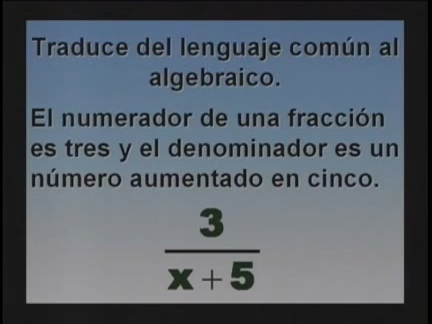 Traduce del lenguaje común al
algebraico.
El numerador de una fracción
es tres y el denominador es un
número aumentado en cinco.
3
x + 5